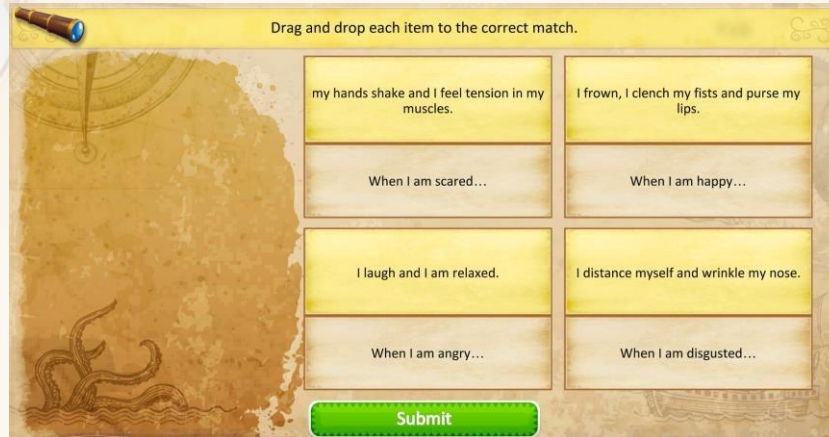 Drag and drop each item to the correct match.
my hands shake and I feel tension in my
muscles.
When I am scared...
I frown, I clench my fists and purse my
lips.
When I am happy...
I laugh and I am relaxed.
When I am angry...
I distance myself and wrinkle my nose.
When I am disgusted...
Submit